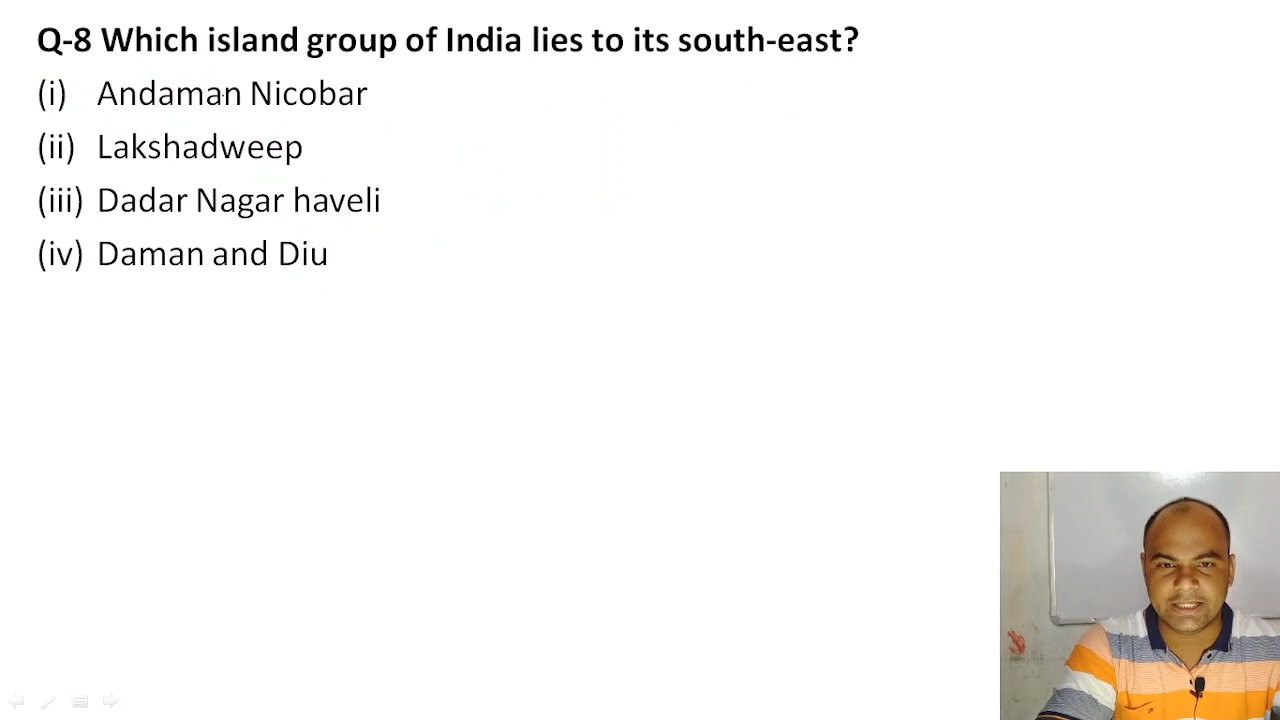 Q-8 Which island group of India lies to its south-east?
(i) Andaman Nicobar
(ii) Lakshadweep
(iii) Dadar Nagar haveli
(iv) Daman and Diu